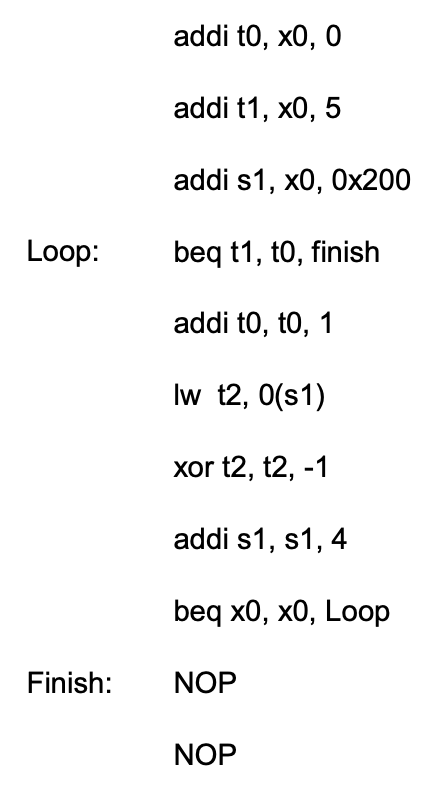 addi t0, x0, 0
addi t1, x0, 5
addi s1, x0, 0x200
Loop: beq t1, t0, finish
addi t0, t0, 1
lw t2, 0(s1)
xor t2, t2, -1
addi s1, s1, 4
beq x0, x0, Loop
Finish: NOP
NOP